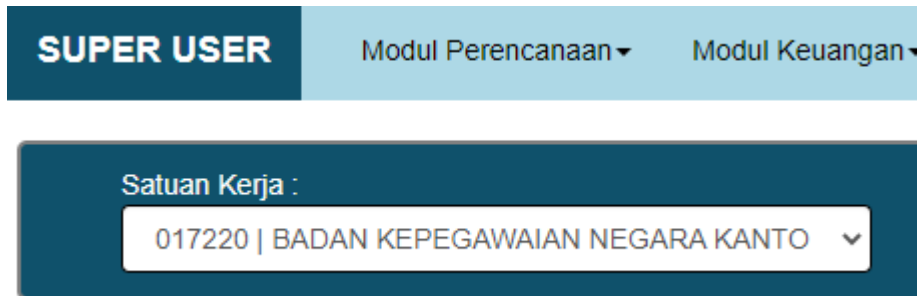 SUPER USER Modul Perencanaan Modul Keuangan
Satuan Kerja :
017220 | BADAN KEPEGAWAIAN NEGARA KANTO